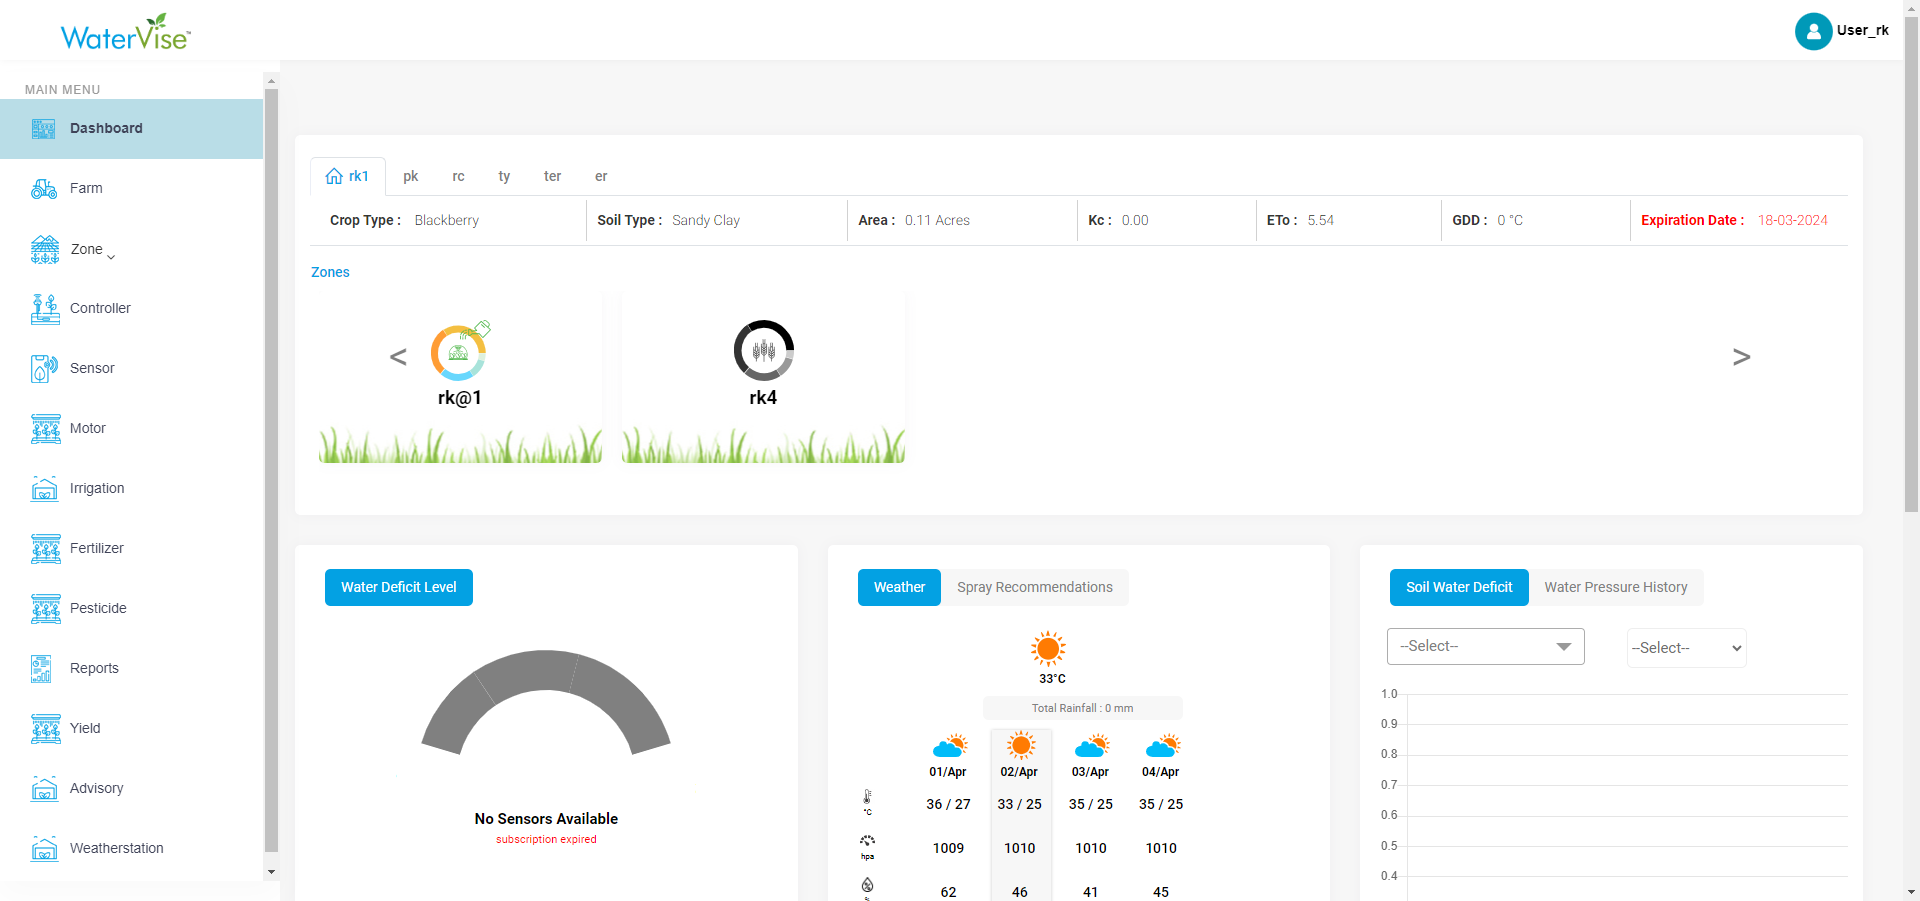 WaterVise™
User_rk
MAIN MENU
Dashboard
Farm
Zone
Controller
Sensor
Motor
Irrigation
Fertilizer
Pesticide
Reports
Yield
Advisory
Weatherstation
rk1 pk rc ty ter er
Crop Type : Blackberry Soil Type : Sandy Clay Area : 0.11 Acres Kc : 0.00 ETo : 5.54 GDD : 0 °C Expiration Date : 18-03-2024
Zones
< >
rk@1 rk4
Water Deficit Level
No Sensors Available
subscription expired
Weather Spray Recommendations
33°C
Total Rainfall : 0 mm
01/Apr 02/Apr 03/Apr 04/Apr
°C 36 / 27 33 / 25 35 / 25 35 / 25
hpa 1009 1010 1010 1010
62 46 41 45
Soil Water Deficit Water Pressure History
--Select-- --Select--
1.0
0.9
0.8
0.7
0.6
0.5
0.4